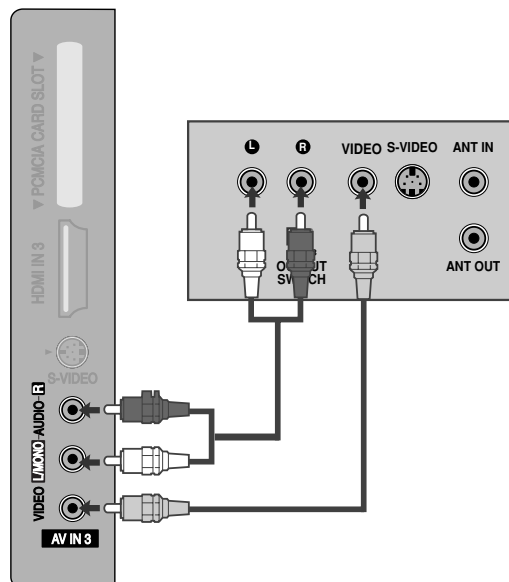 ▼ PCMCIA CARD SLOT ▼
HDMI IN 3
▼
S-VIDEO
VIDEO L/MONO-AUDIO-R
AV IN 3
L R VIDEO S-VIDEO ANT IN
ANT OUT
SWITCH